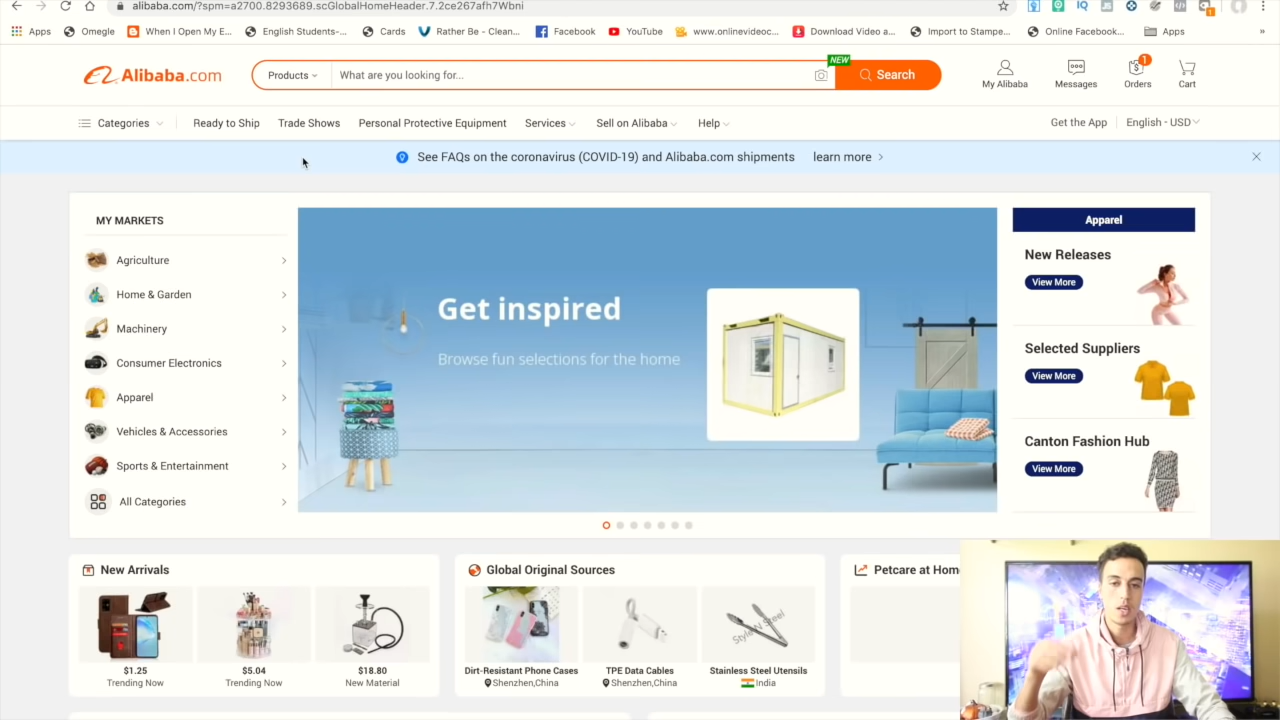 alibaba.com/?spm=a2700.8293689.scGlobalHomeHeader.7.2ce267afh7Wbni
Apps
Omegle
When I Open My E...
English Students-...
Cards
Rather Be - Clean...
Facebook
YouTube
www.onlinevideoc...
Download Video a...
Import to Stampe...
Online Facebook...
Apps
»
Alibaba.com
Products
What are you looking for...
NEW
Search
My Alibaba
Messages
1
Orders
Cart
Categories
Ready to Ship
Trade Shows
Personal Protective Equipment
Services
Sell on Alibaba
Help
Get the App
English - USD
See FAQs on the coronavirus (COVID-19) and Alibaba.com shipments learn more
MY MARKETS
Agriculture
Home & Garden
Machinery
Consumer Electronics
Apparel
Vehicles & Accessories
Sports & Entertainment
All Categories
Get inspired
Browse fun selections for the home
Apparel
New Releases
View More
Selected Suppliers
View More
Canton Fashion Hub
View More
New Arrivals
$1.25
Trending Now
$5.04
Trending Now
$18.80
New Material
Global Original Sources
Dirt-Resistant Phone Cases
Shenzhen,China
TPE Data Cables
Shenzhen,China
Style N Steel
Stainless Steel Utensils
India
Petcare at Hom